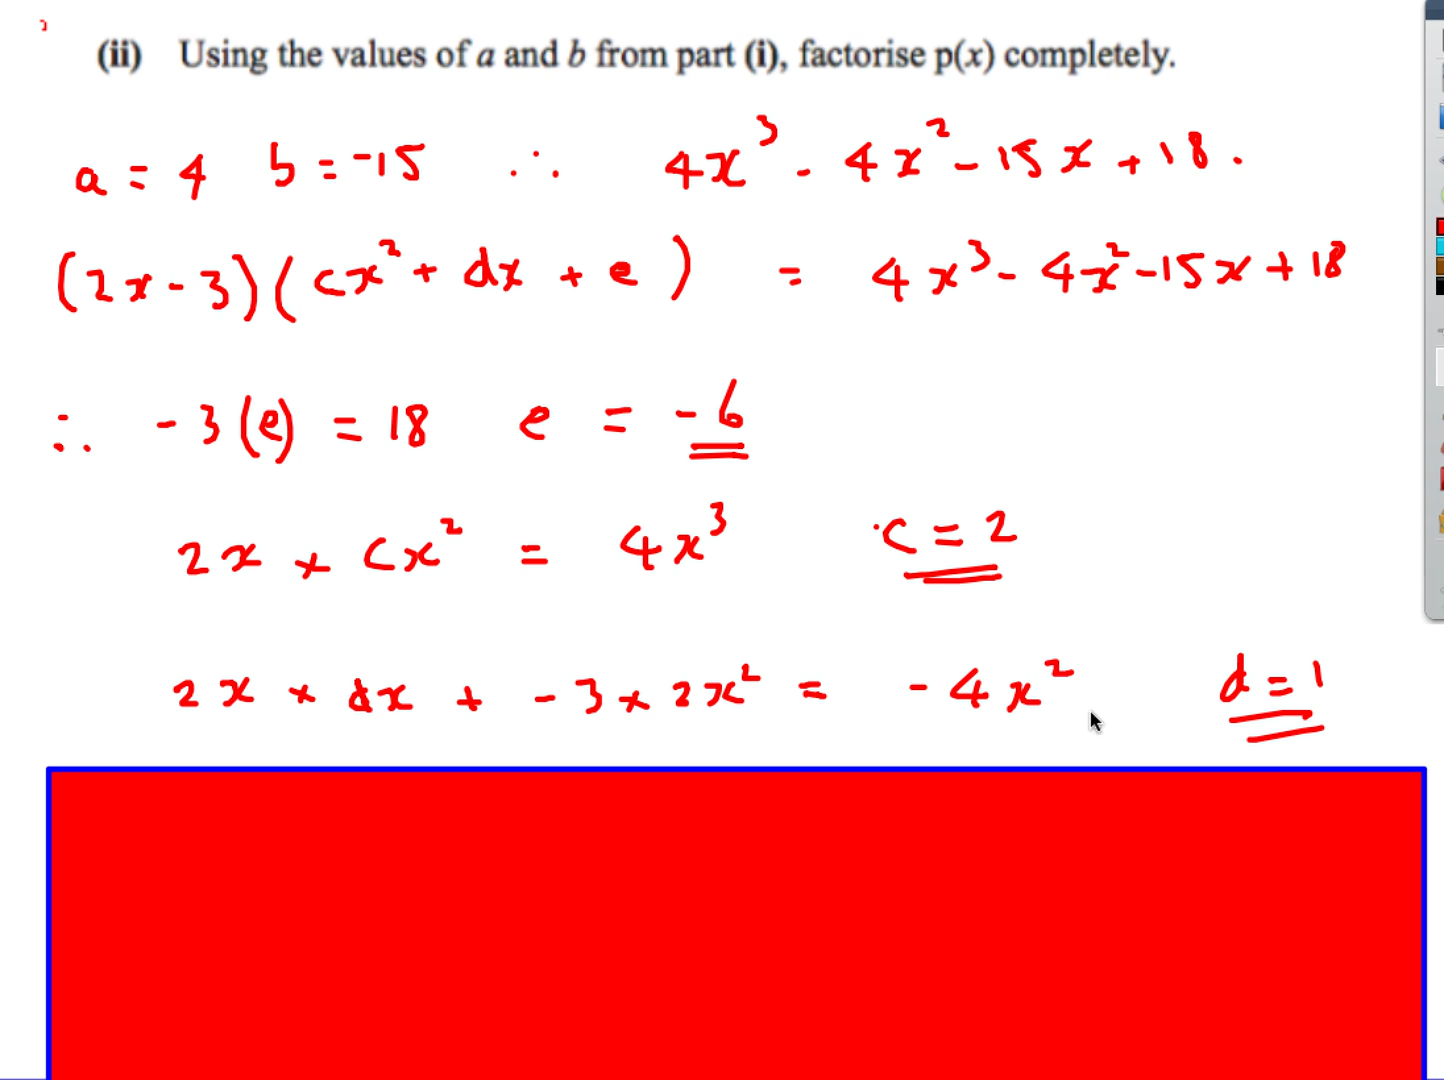 (ii) Using the values of a and b from part (i), factorise p(x) completely.
a = 4 b = -15 ∴ 4x³ - 4x² - 15x + 18.
(2x - 3)(cx² + dx + e) = 4x³ - 4x² - 15x + 18
∴ -3(e) = 18 e = -6
2x × cx² = 4x³ c = 2
2x × dx + -3 × 2x² = -4x² d = 1